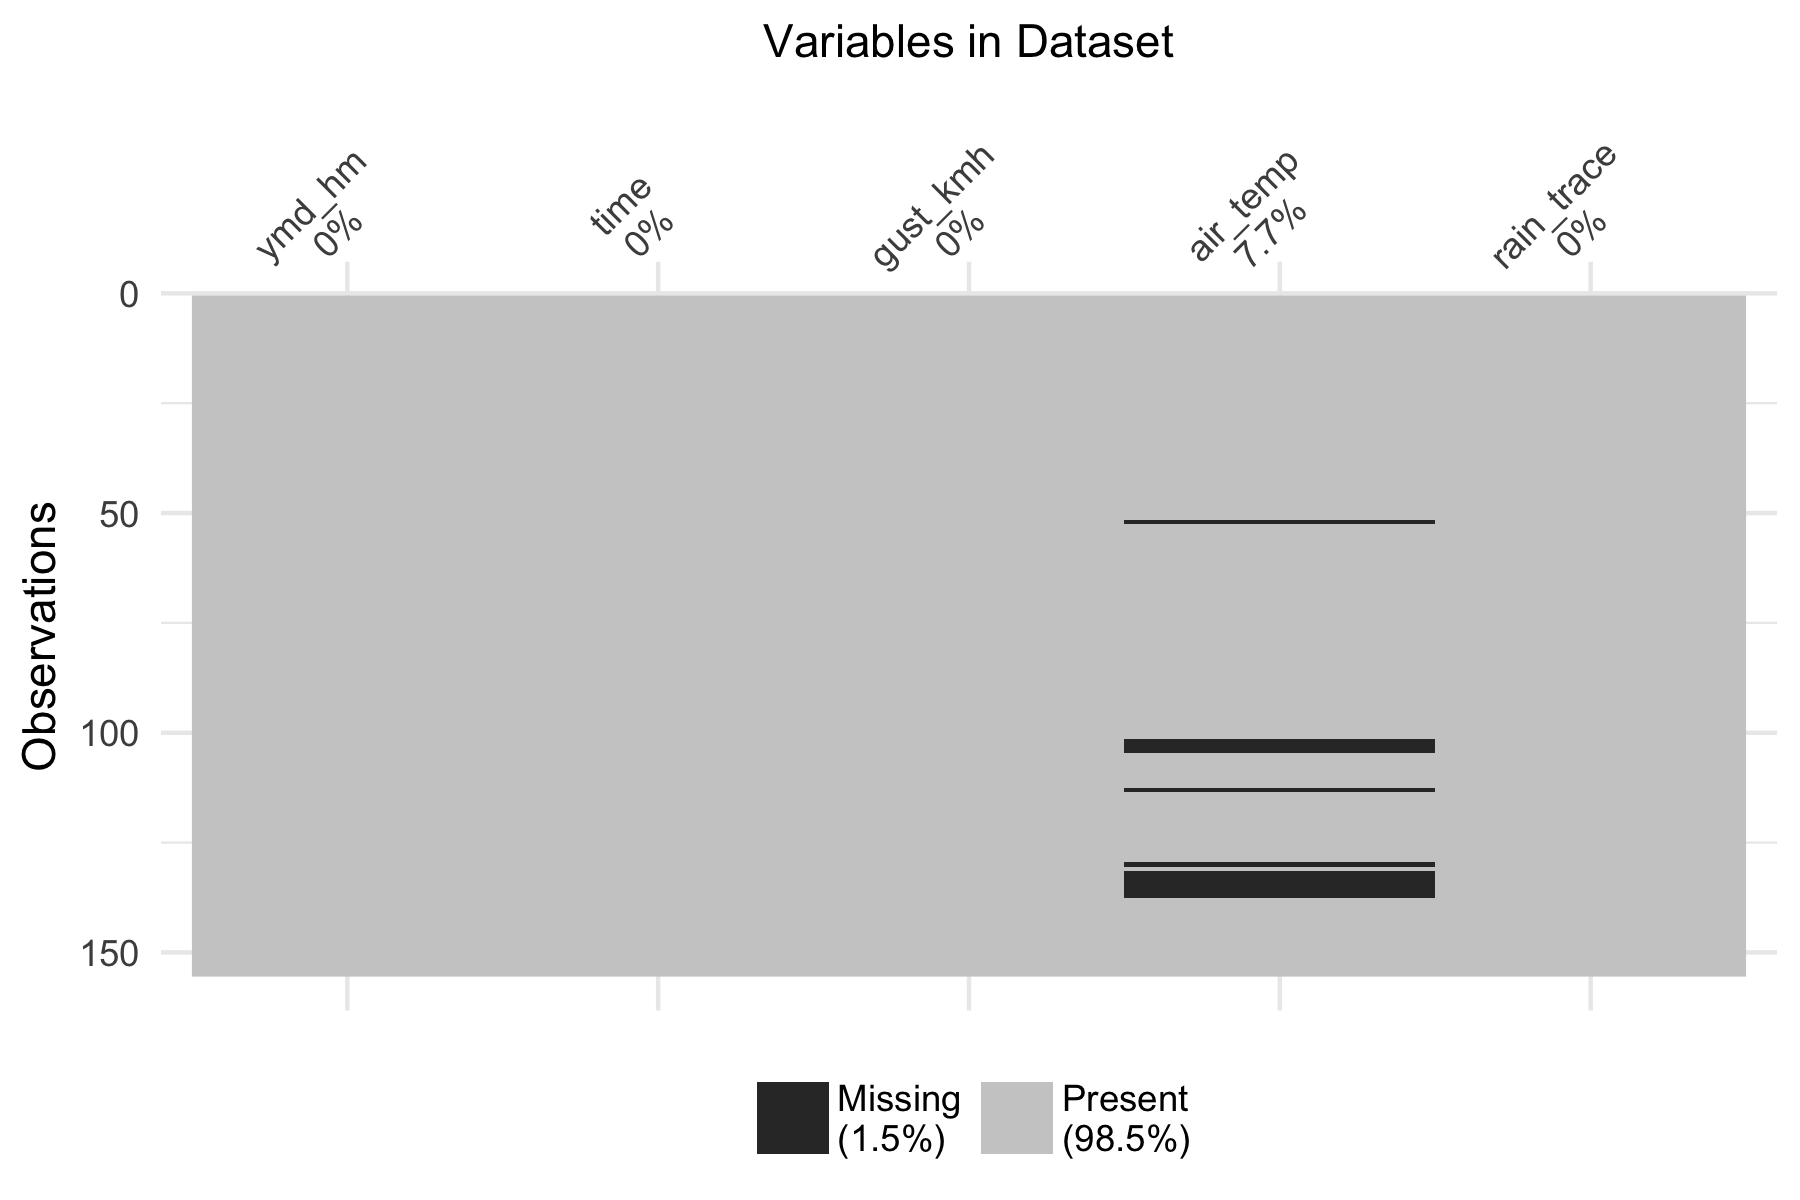 Variables in Dataset
ymd_hm
0%
time
0%
gust_kmh
0%
air_temp
7.7%
rain_trace
0%
0
50
100
150
Observations
Missing
(1.5%)
Present
(98.5%)